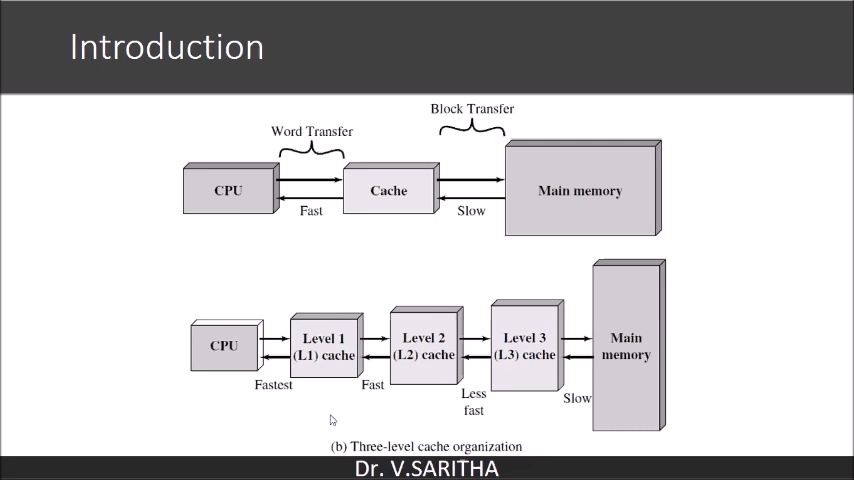 Introduction
Block Transfer
Word Transfer
CPU
Cache
Main memory
Fast
Slow
CPU
Level 1
(L1) cache
Level 2
(L2) cache
Level 3
(L3) cache
Main
memory
Fastest
Fast
Less
fast
Slow
(b) Three-level cache organization
Dr. V.SARITHA